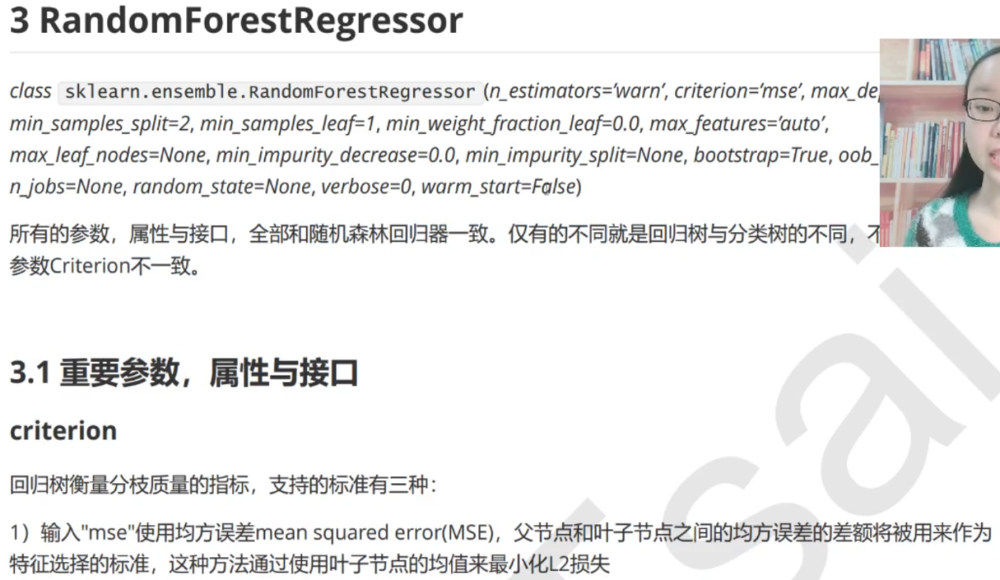 3 RandomForestRegressor
class sklearn.ensemble.RandomForestRegressor (n_estimators=’warn’, criterion=’mse’,
min_samples_split=2, min_samples_leaf=1, min_weight_fraction_leaf=0.0, max_features=’auto’,
max_leaf_nodes=None, min_impurity_decrease=0.0, min_impurity_split=None, bootstrap=True,
n_jobs=None, random_state=None, verbose=0, warm_start=False)
所有的参数，属性与接口，全部和随机森林回归器一致。仅有的不同就是回归树与分类树的不同，不
参数Criterion不一致。
3.1 重要参数，属性与接口
criterion
回归树衡量分枝质量的指标，支持的标准有三种：
1）输入"mse"使用均方误差mean squared error(MSE)，父节点和叶子节点之间的均方误差的差额将被用来作为
特征选择的标准，这种方法通过使用叶子节点的均值来最小化L2损失